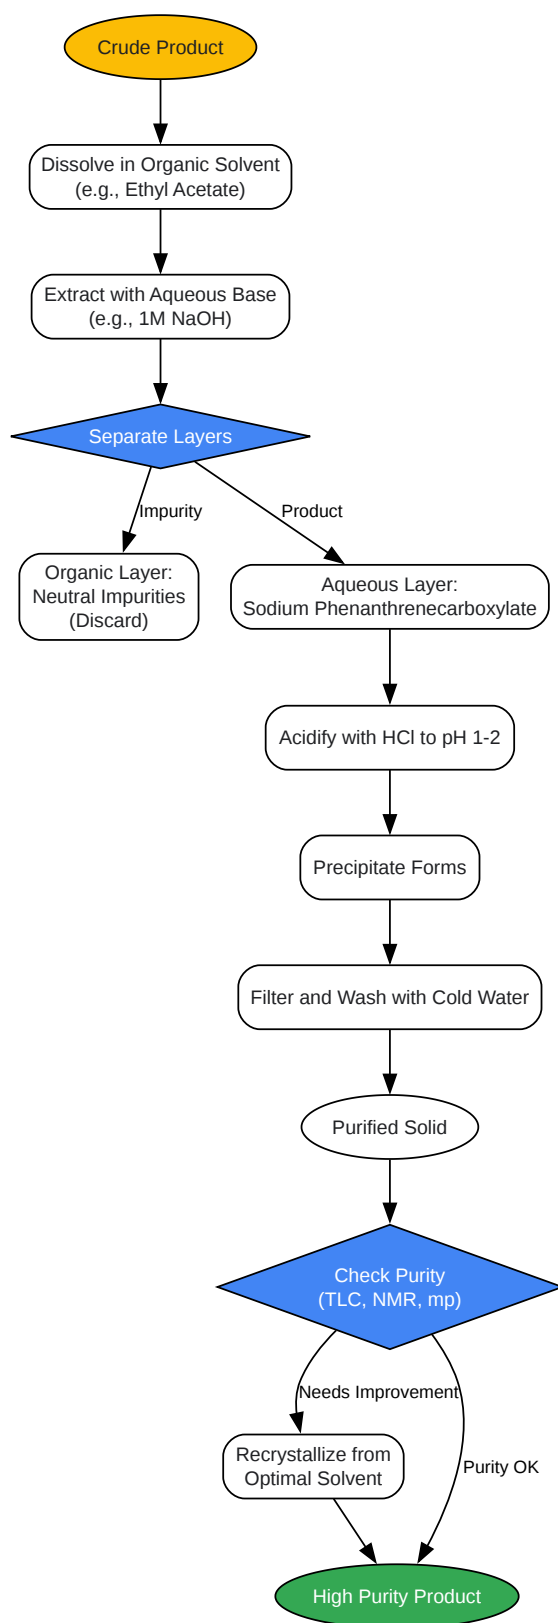 Crude Product
Dissolve in Organic Solvent
(e.g., Ethyl Acetate)
Extract with Aqueous Base
(e.g., 1M NaOH)
Separate Layers
Impurity
Product
Organic Layer:
Neutral Impurities
(Discard)
Aqueous Layer:
Sodium Phenanthrenecarboxylate
Acidify with HCl to pH 1-2
Precipitate Forms
Filter and Wash with Cold Water
Purified Solid
Check Purity
(TLC, NMR, mp)
Needs Improvement
Recrystallize from
Optimal Solvent
Purity OK
High Purity Product